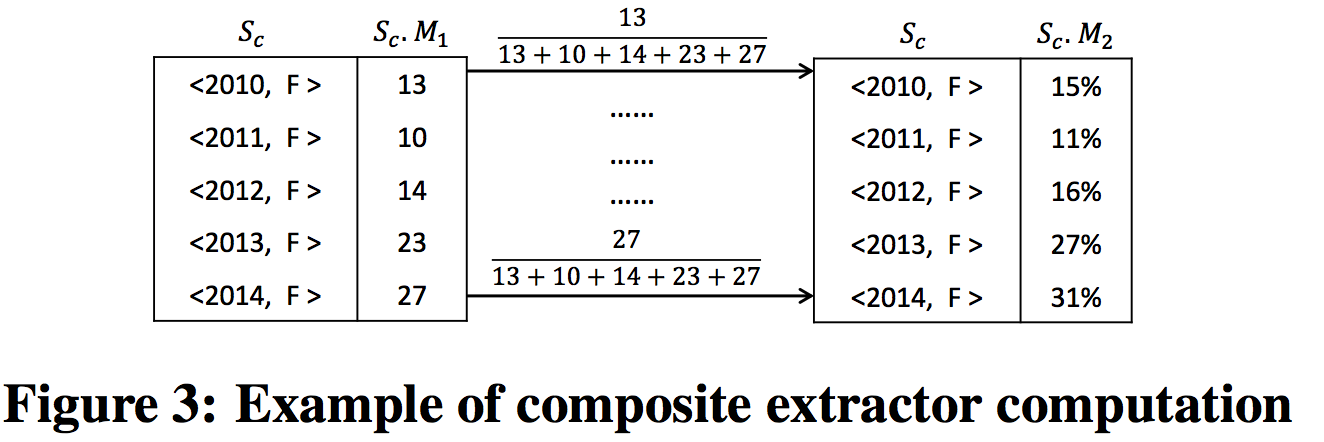 S_c S_c.M_1
<2010, F> 13
<2011, F> 10
<2012, F> 14
<2013, F> 23
<2014, F> 27
13
13 + 10 + 14 + 23 + 27
......
......
......
27
13 + 10 + 14 + 23 + 27
S_c S_c.M_2
<2010, F> 15%
<2011, F> 11%
<2012, F> 16%
<2013, F> 27%
<2014, F> 31%
Figure 3: Example of composite extractor computation